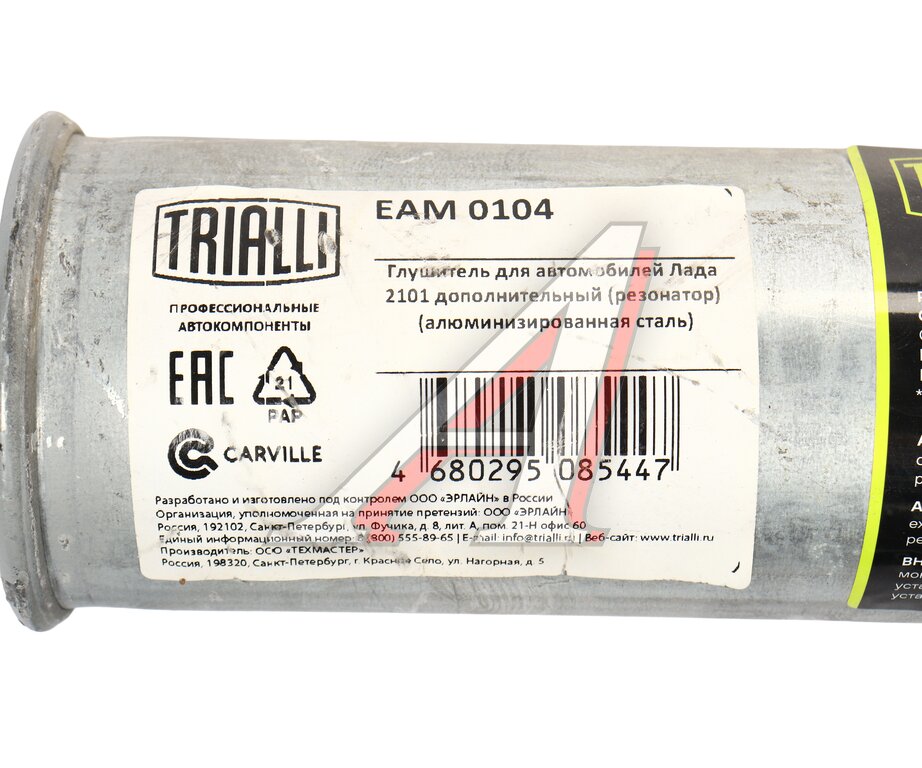 TRIALLI
ПРОФЕССИОНАЛЬНЫЕ
АВТОКОМПОНЕНТЫ
EAC
21
PAP
CARVILLE
EAM 0104
Глушитель для автомобилей Лада
2101 дополнительный (резонатор)
(алюминизированная сталь)
4 680295 085447
Разработано и изготовлено под контролем ООО «ЭРЛАЙН» в России
Организация, уполномоченная на принятие претензий: ООО «ЭРЛАЙН»
Россия, 192102, Санкт-Петербург, ул. Фучика, д. 8, лит. А, пом. 21-Н офис 60
Единый информационный номер: 8 (800) 555-89-65 | E-mail: info@trialli.ru | Веб-сайт: www.trialli.ru
Производитель: ООО «ТЕХМАСТЕР»
Россия, 198320, Санкт-Петербург, г. Красное Село, ул. Нагорная, д. 5